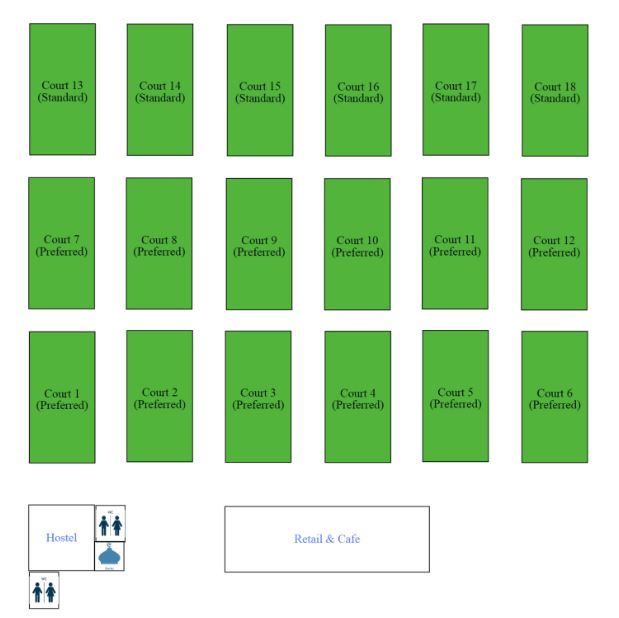 Court 13
(Standard)
Court 14
(Standard)
Court 15
(Standard)
Court 16
(Standard)
Court 17
(Standard)
Court 18
(Standard)
Court 7
(Preferred)
Court 8
(Preferred)
Court 9
(Preferred)
Court 10
(Preferred)
Court 11
(Preferred)
Court 12
(Preferred)
Court 1
(Preferred)
Court 2
(Preferred)
Court 3
(Preferred)
Court 4
(Preferred)
Court 5
(Preferred)
Court 6
(Preferred)
Hostel
WC
Retail & Cafe
WC